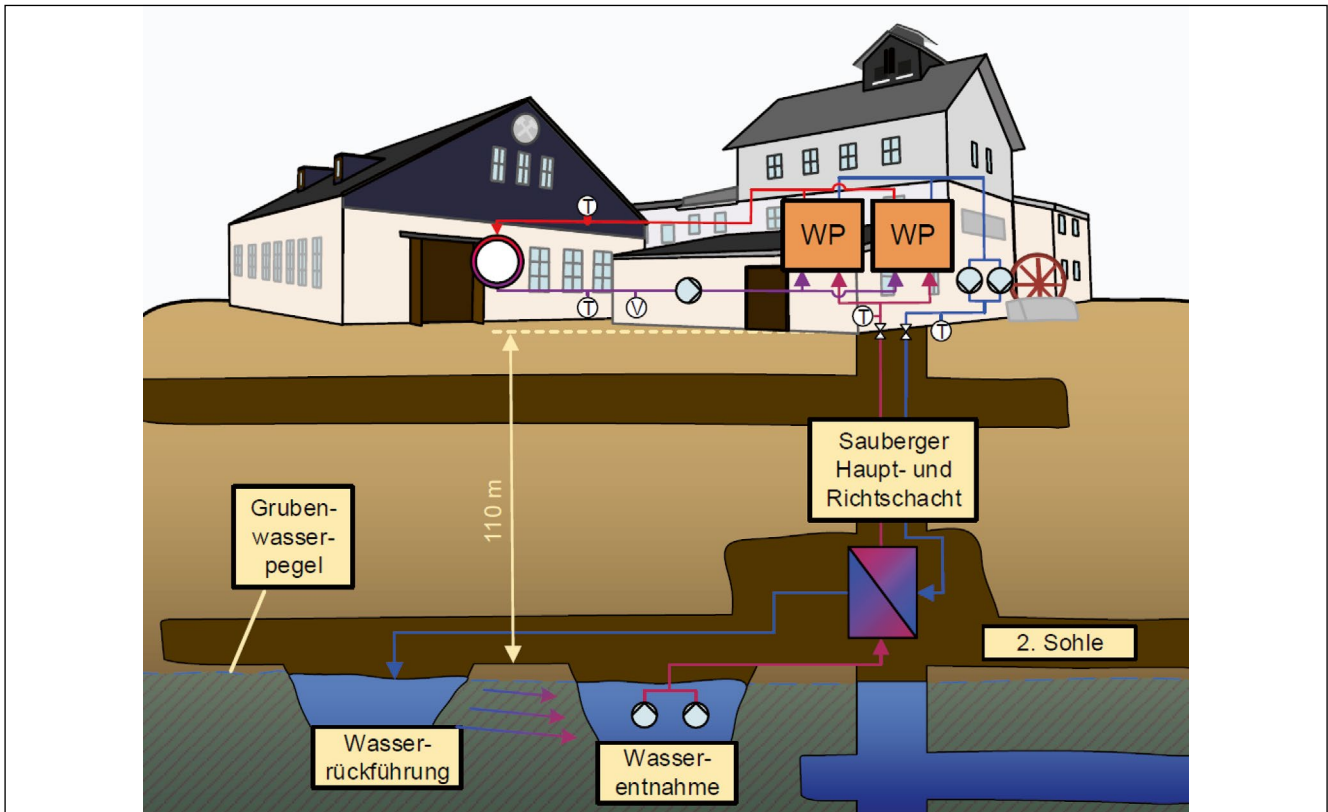 T
WP
WP
T
V
T
T
110 m
Sauberger
Haupt- und
Richtschacht
Gruben-
wasser-
pegel
2. Sohle
Wasser-
rückführung
Wasser-
entnahme